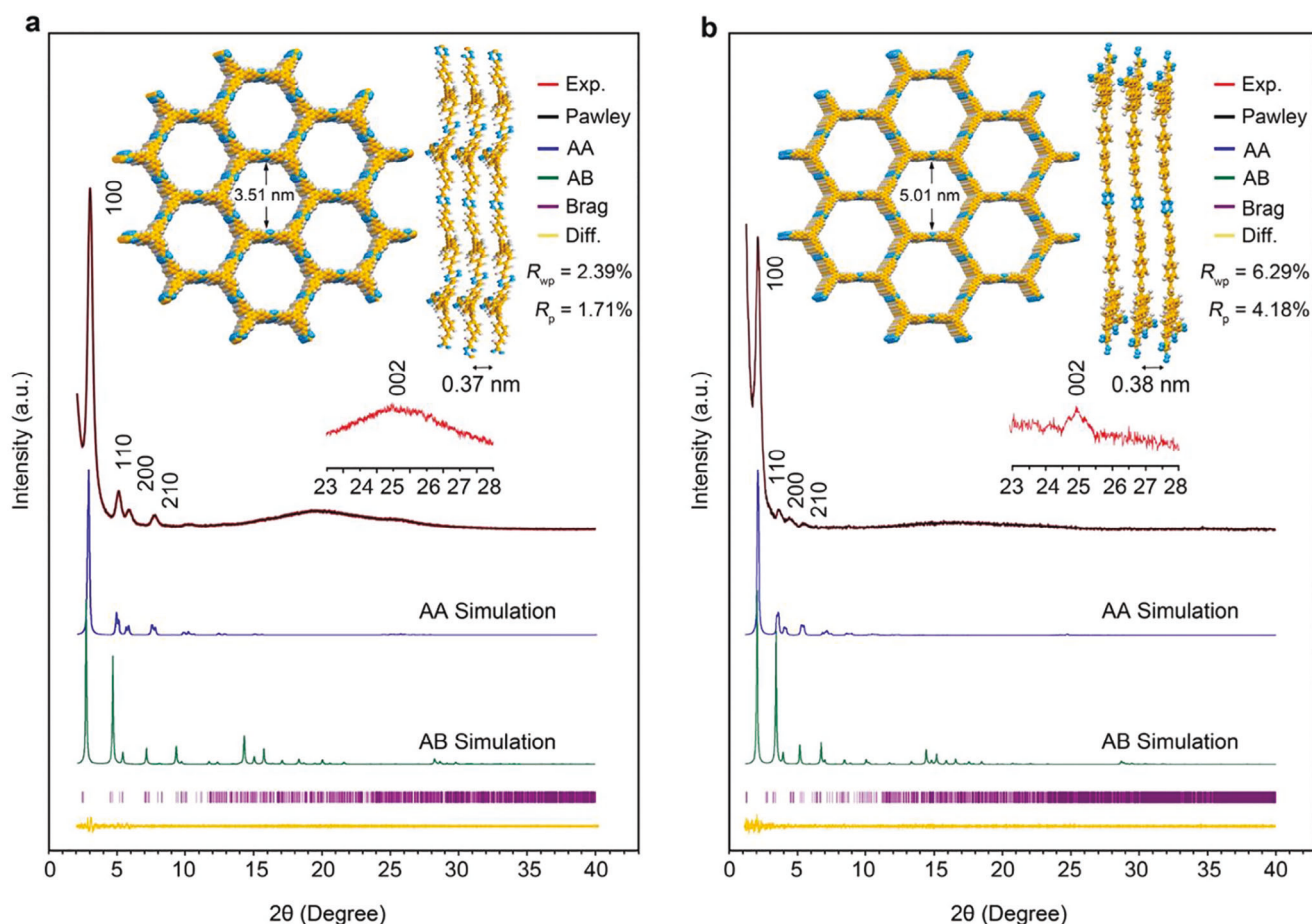 a
Exp.
Pawley
AA
AB
Brag
Diff.
Rwp = 2.39%
Rp = 1.71%
3.51 nm
0.37 nm
100
110
200
210
002
23 24 25 26 27 28
AA Simulation
AB Simulation
Intensity (a.u.)
0 5 10 15 20 25 30 35 40
2θ (Degree)
b
Exp.
Pawley
AA
AB
Brag
Diff.
Rwp = 6.29%
Rp = 4.18%
5.01 nm
0.38 nm
100
110
200
210
002
23 24 25 26 27 28
AA Simulation
AB Simulation
Intensity (a.u.)
0 5 10 15 20 25 30 35 40
2θ (Degree)